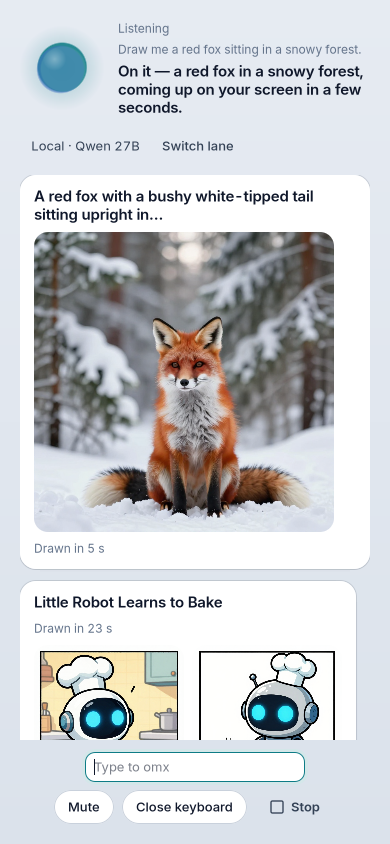 Listening
Draw me a red fox sitting in a snowy forest.
On it — a red fox in a snowy forest,
coming up on your screen in a few
seconds.
Local · Qwen 27B
Switch lane
A red fox with a bushy white-tipped tail
sitting upright in…
Drawn in 5 s
Little Robot Learns to Bake
Drawn in 23 s
Type to omx
Mute
Close keyboard
Stop